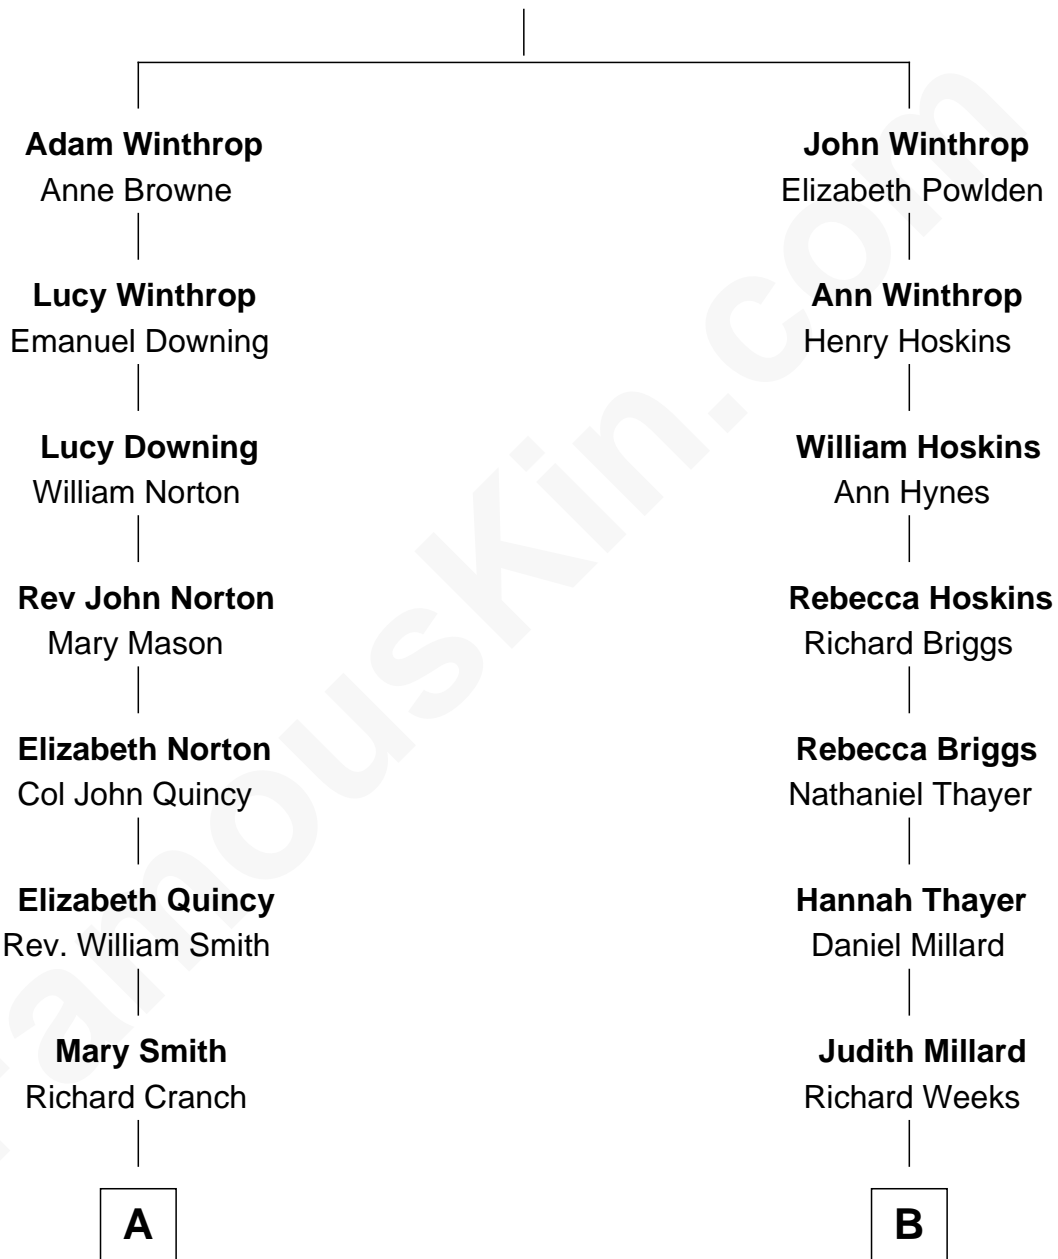 Adam Winthrop
Anne Browne
Lucy Winthrop
Emanuel Downing
Lucy Downing
William Norton
Rev John Norton
Mary Mason
Elizabeth Norton
Col John Quincy
Elizabeth Quincy
Rev. William Smith
Mary Smith
Richard Cranch
A
John Winthrop
Elizabeth Powlden
Ann Winthrop
Henry Hoskins
William Hoskins
Ann Hynes
Rebecca Hoskins
Richard Briggs
Rebecca Briggs
Nathaniel Thayer
Hannah Thayer
Daniel Millard
Judith Millard
Richard Weeks
B
FamousKin.com